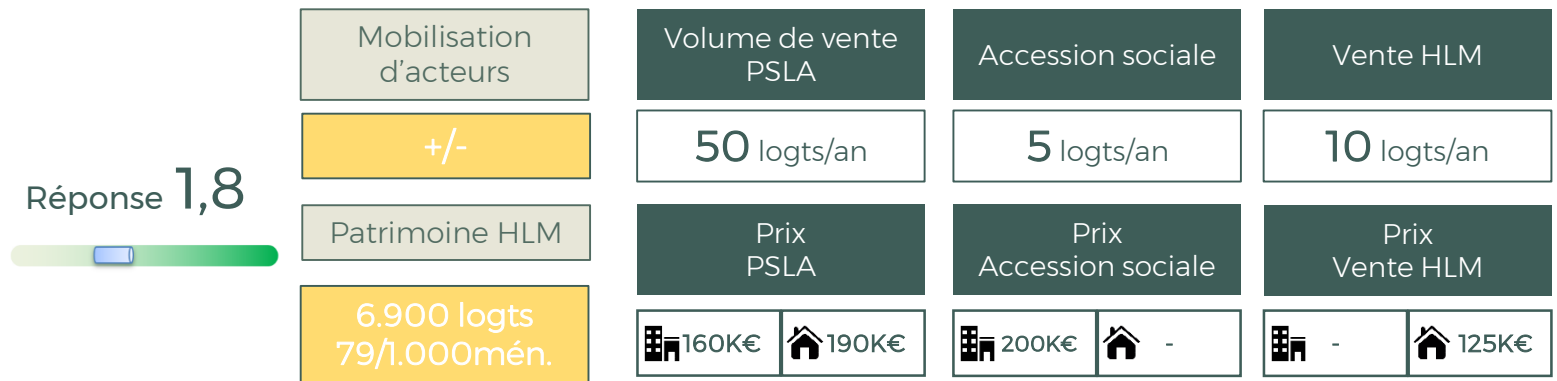 Réponse 1,8
Mobilisation
d'acteurs
+/-
Patrimoine HLM
6.900 logts
79/1.000mén.
Volume de vente
PSLA
50 logts/an
Prix
PSLA
160K€ 190K€
Accession sociale
5 logts/an
Prix
Accession sociale
200K€ -
Vente HLM
10 logts/an
Prix
Vente HLM
- 125K€